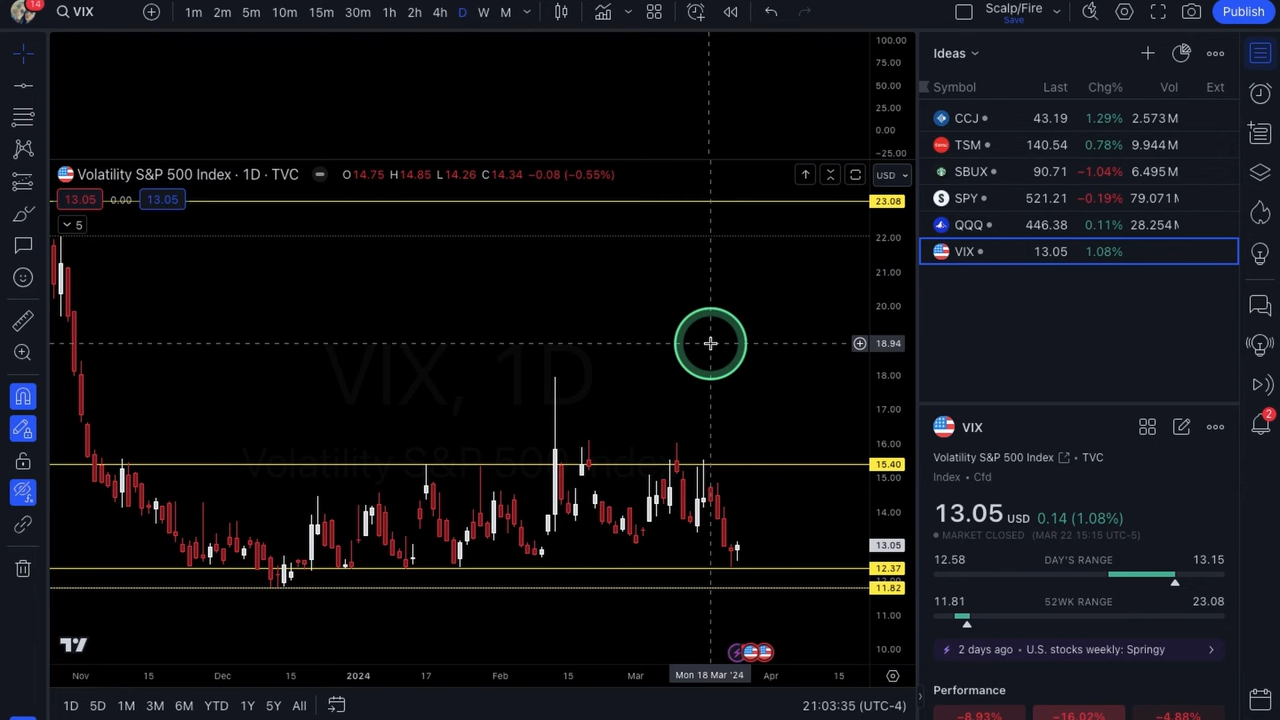 14
VIX
1m 2m 5m 10m 15m 30m 1h 2h 4h D W M
Scalp/Fire
Save
Publish
100.00
75.00
50.00
25.00
0.00
−25.00
Volatility S&P 500 Index · 1D · TVC
O14.75 H14.85 L14.26 C14.34 −0.08 (−0.55%)
USD
13.05 0.00 13.05
23.08
5
22.00
21.00
20.00
18.94
18.00
17.00
16.00
15.40
15.00
14.00
13.05
12.37
11.82
11.00
10.00
VIX, 1D
Volatility S&P 500 Index
Nov 15 Dec 15 2024 17 Feb 15 Mar Mon 18 Mar '24 Apr 15
1D 5D 1M 3M 6M YTD 1Y 5Y All
21:03:35 (UTC-4)
Ideas
Symbol Last Chg% Vol Ext
CCJ 43.19 1.29% 2.573M
TSM 140.54 0.78% 9.944M
SBUX 90.71 −1.04% 6.495M
SPY 521.21 −0.19% 79.071M
QQQ 446.38 0.11% 28.254M
VIX 13.05 1.08%
VIX
Volatility S&P 500 Index • TVC
Index • Cfd
13.05 USD 0.14 (1.08%)
MARKET CLOSED (MAR 22 15:15 UTC-5)
12.58 DAY'S RANGE 13.15
11.81 52WK RANGE 23.08
2 days ago • U.S. stocks weekly: Springy
Performance
−8.93% −16.02% −4.88%
2